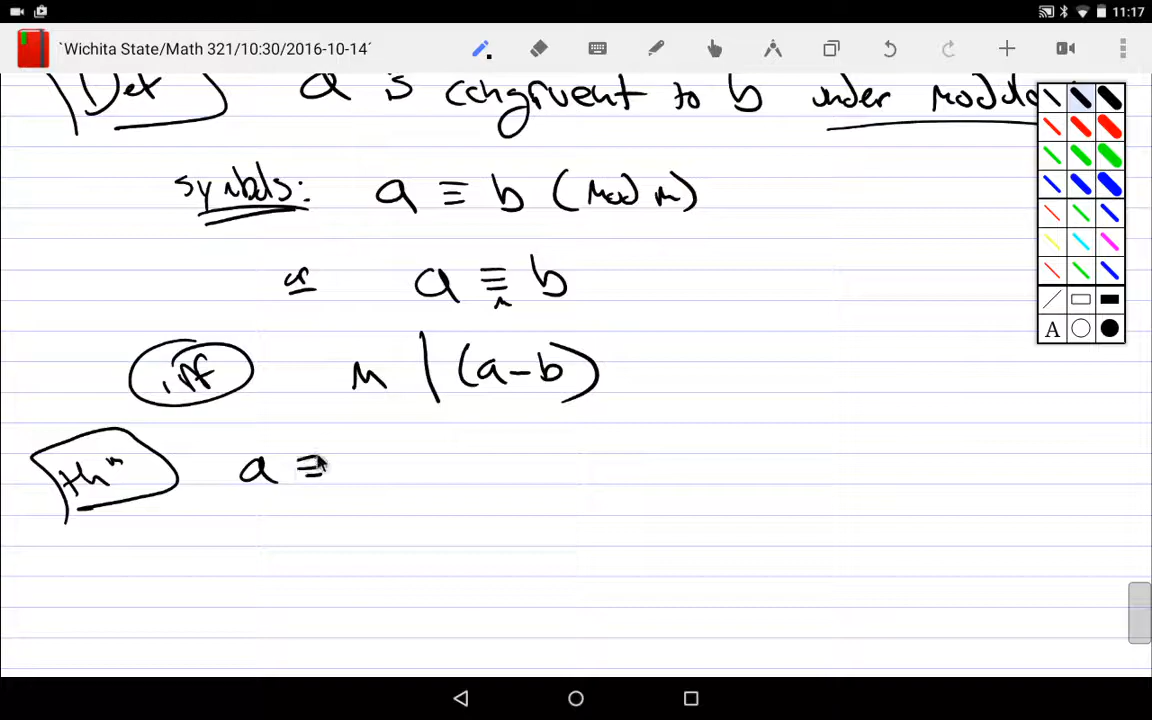 11:17
`Wichita State/Math 321/10:30/2016-10-14´
Def a is congruent to b under modulo
symbols: a ≡ b (mod m)
or a ≡ₘ b
iff m | (a-b)
thᵐ a ≡
A